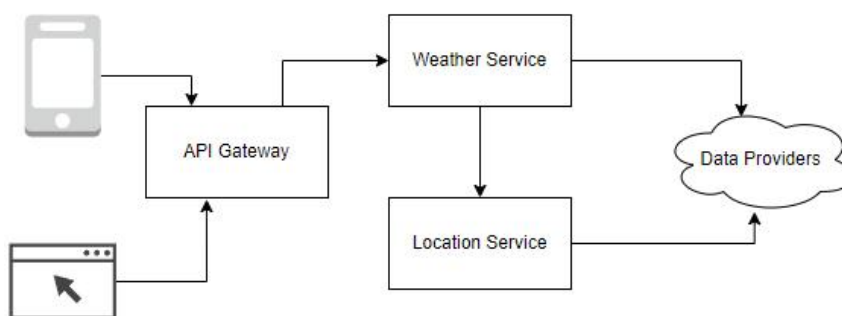 Weather Service
API Gateway
Data Providers
Location Service